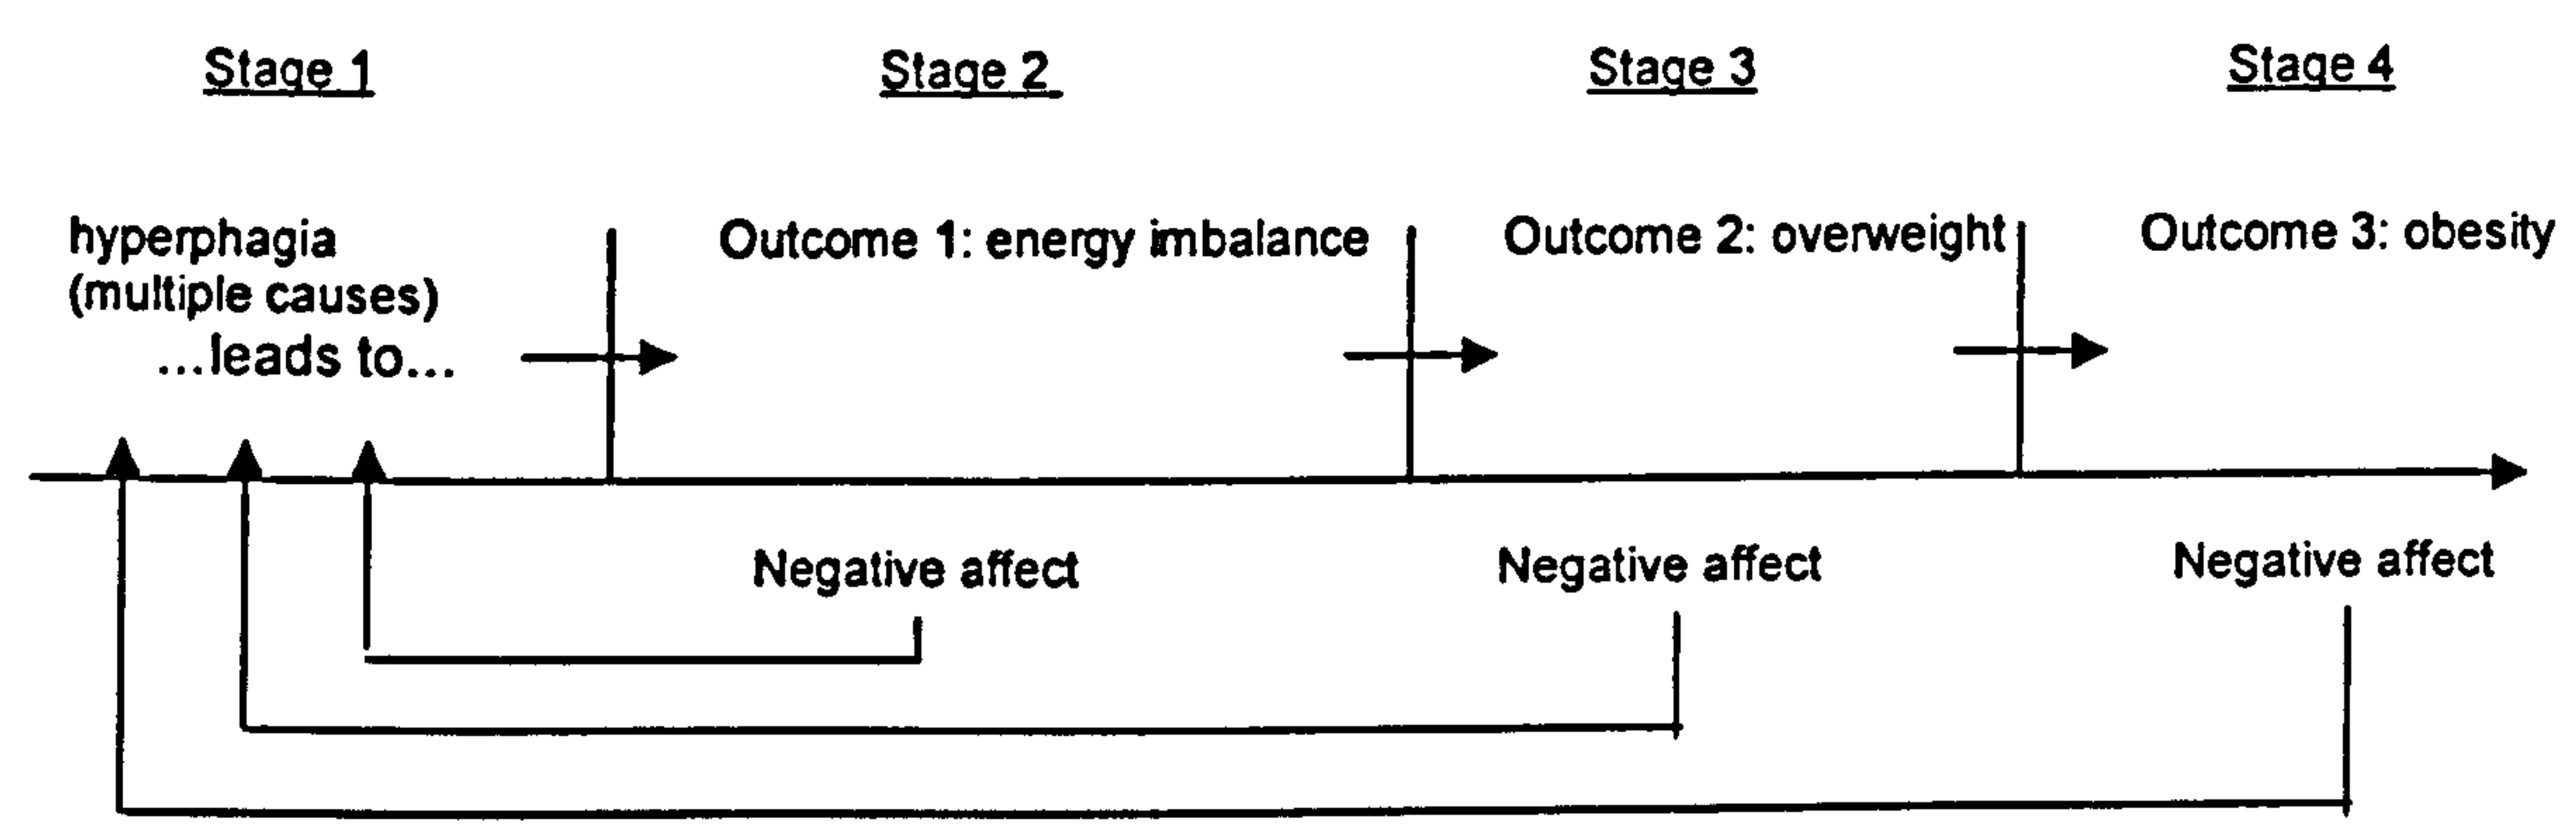 Stage 1
Stage 2
Stage 3
Stage 4
hyperphagia
(multiple causes)
...leads to...
Outcome 1: energy imbalance
Outcome 2: overweight
Outcome 3: obesity
Negative affect
Negative affect
Negative affect